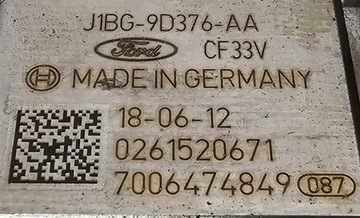 J1BG-9D376-AA
Ford CF33V
MADE IN GERMANY
18-06-12
0261520671
7006474849 087